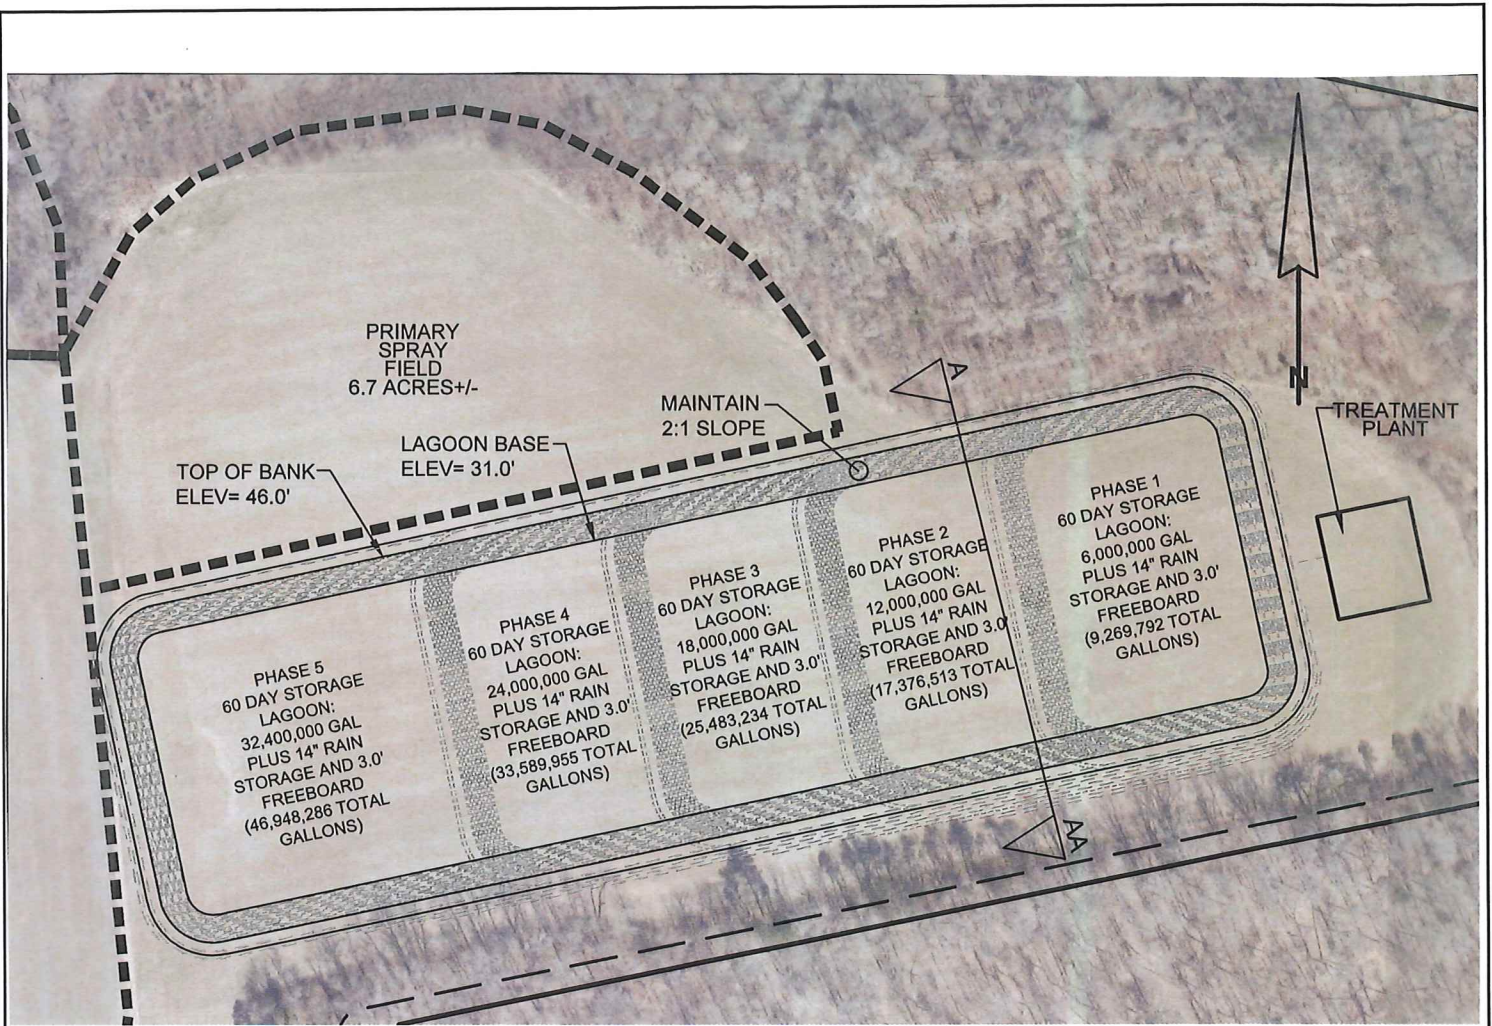 PRIMARY
SPRAY
FIELD
6.7 ACRES+/-
MAINTAIN
2:1 SLOPE
LAGOON BASE
ELEV= 31.0'
TOP OF BANK
ELEV= 46.0'
A
N
TREATMENT
PLANT
PHASE 1
60 DAY STORAGE
LAGOON:
6,000,000 GAL
PLUS 14" RAIN
STORAGE AND 3.0'
FREEBOARD
(9,269,792 TOTAL
GALLONS)
PHASE 2
60 DAY STORAGE
LAGOON:
12,000,000 GAL
PLUS 14" RAIN
STORAGE AND 3.0'
FREEBOARD
(17,376,513 TOTAL
GALLONS)
PHASE 3
60 DAY STORAGE
LAGOON:
18,000,000 GAL
PLUS 14" RAIN
STORAGE AND 3.0'
FREEBOARD
(25,483,234 TOTAL
GALLONS)
PHASE 4
60 DAY STORAGE
LAGOON:
24,000,000 GAL
PLUS 14" RAIN
STORAGE AND 3.0'
FREEBOARD
(33,589,955 TOTAL
GALLONS)
PHASE 5
60 DAY STORAGE
LAGOON:
32,400,000 GAL
PLUS 14" RAIN
STORAGE AND 3.0'
FREEBOARD
(46,948,286 TOTAL
GALLONS)
AA